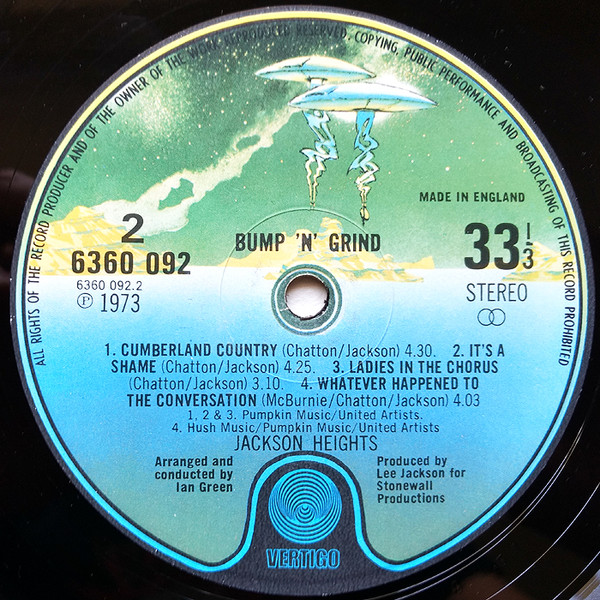 ALL RIGHTS OF THE RECORD PRODUCER AND OF THE OWNER OF THE WORK REPRODUCED RESERVED. COPYING, PUBLIC PERFORMANCE AND BROADCASTING OF THIS RECORD PROHIBITED
MADE IN ENGLAND
2
6360 092
6360 092.2
Ⓟ 1973
BUMP 'N' GRIND
33 1/3
STEREO
1. CUMBERLAND COUNTRY (Chatton/Jackson) 4.30. 2. IT'S A
SHAME (Chatton/Jackson) 4.25. 3. LADIES IN THE CHORUS
(Chatton/Jackson) 3.10. 4. WHATEVER HAPPENED TO
THE CONVERSATION (McBurnie/Chatton/Jackson) 4.03
1, 2 & 3. Pumpkin Music/United Artists.
4. Hush Music/Pumpkin Music/United Artists
JACKSON HEIGHTS
Arranged and
conducted by
Ian Green
Produced by
Lee Jackson for
Stonewall
Productions
VERTIGO